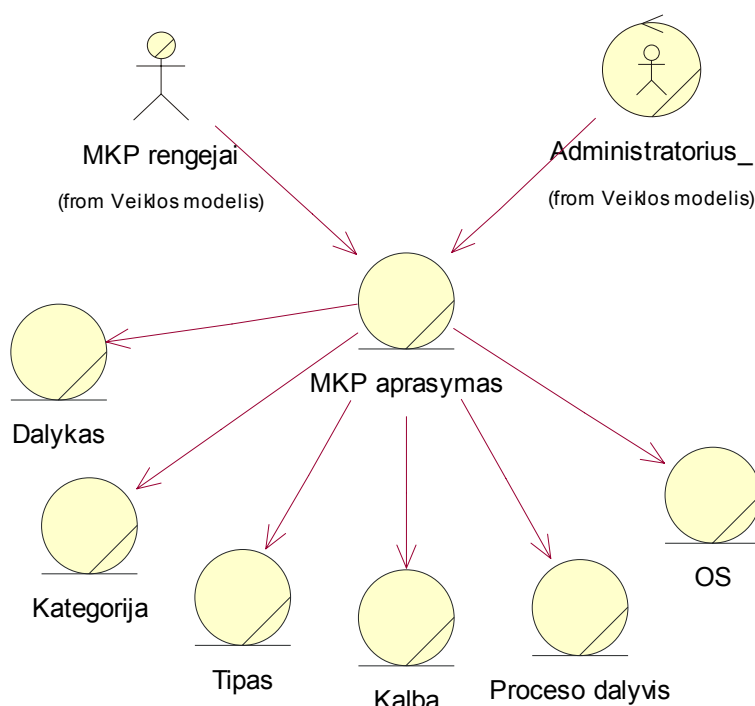 MKP rengejai
(from Veiklos modelis)
Administratorius_
(from Veiklos modelis)
MKP aprasymas
Dalykas
Kategorija
Tipas
Kalba
Proceso dalyvis
OS